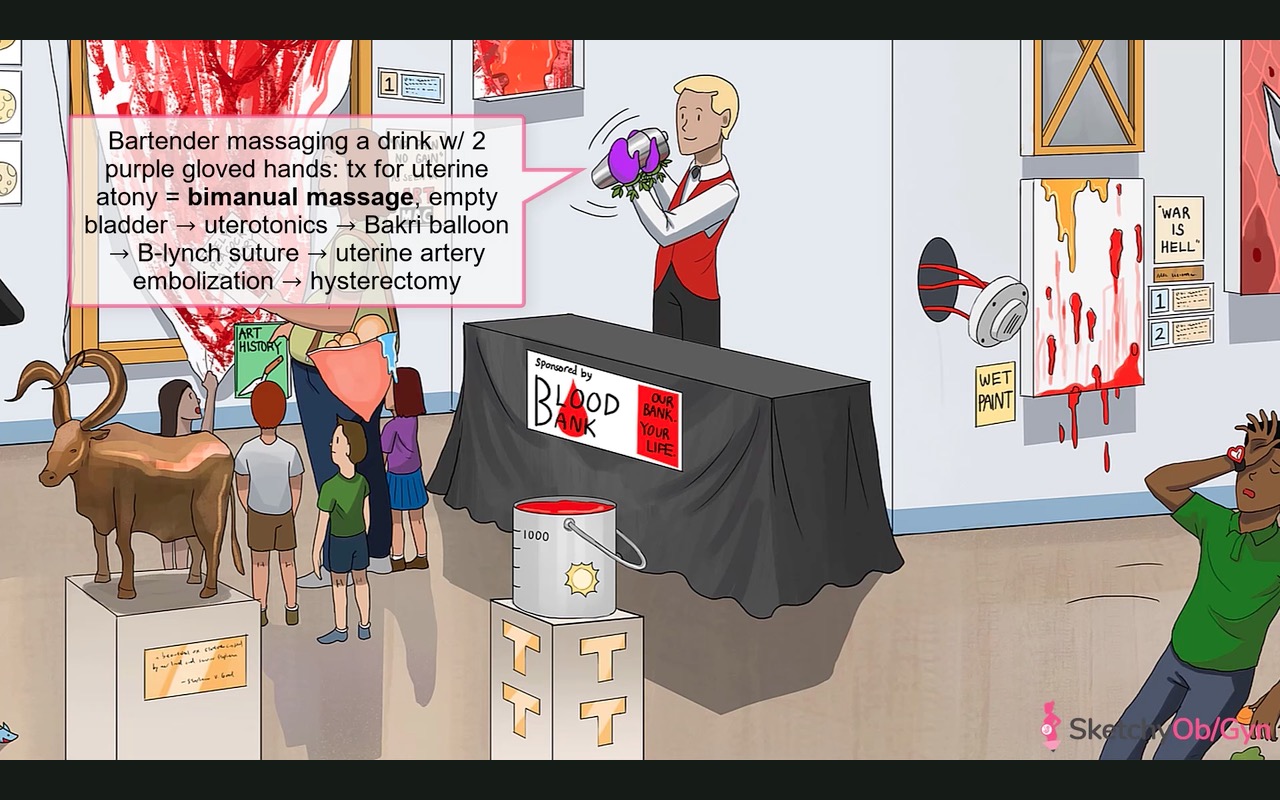 1
Bartender massaging a drink w/ 2
purple gloved hands: tx for uterine
atony = bimanual massage, empty
bladder → uterotonics → Bakri balloon
→ B-lynch suture → uterine artery
embolization → hysterectomy
ART
HISTORY
Sponsored by
BLOOD
BANK
OUR
BANK.
YOUR
LIFE.
1000
T T
T T
"WAR
IS
HELL"
1
2
WET
PAINT
SketchyOb/Gyn